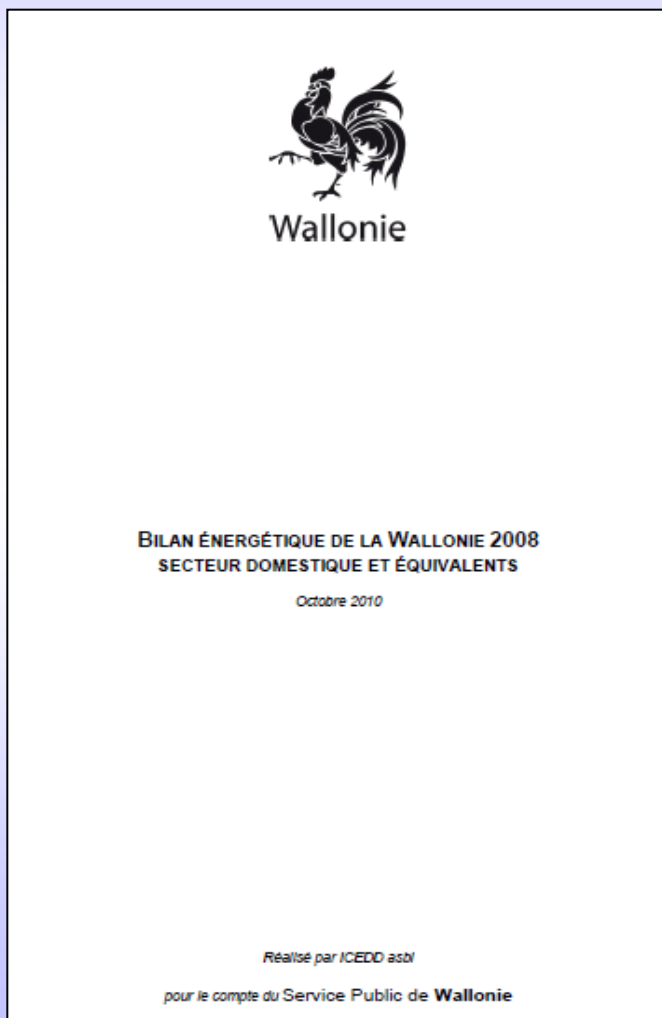 Wallonie
BILAN ÉNERGÉTIQUE DE LA WALLONIE 2008
SECTEUR DOMESTIQUE ET ÉQUIVALENTS
Octobre 2010
Réalisé par ICEDD asbl
pour le compte du Service Public de Wallonie